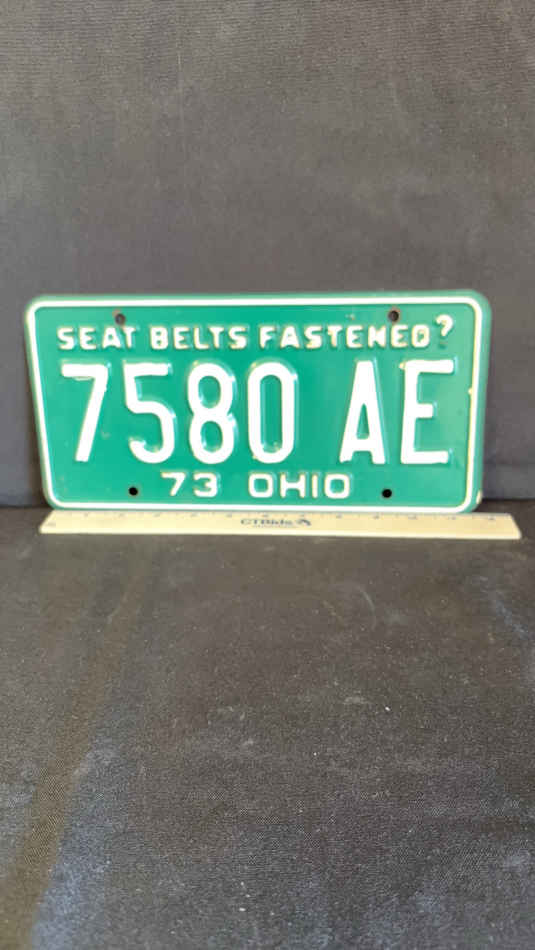 SEAT BELTS FASTENED?
7580 AE
73 OHIO
CTBids